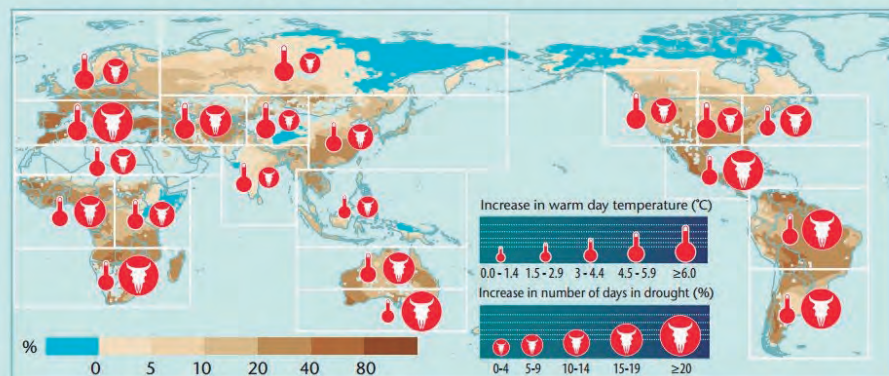 Increase in warm day temperature (°C)
0.0 - 1.4 1.5 - 2.9 3 - 4.4 4.5 - 5.9 ≥6.0
Increase in number of days in drought (%)
0-4 5-9 10-14 15-19 ≥20
% 0 5 10 20 40 80